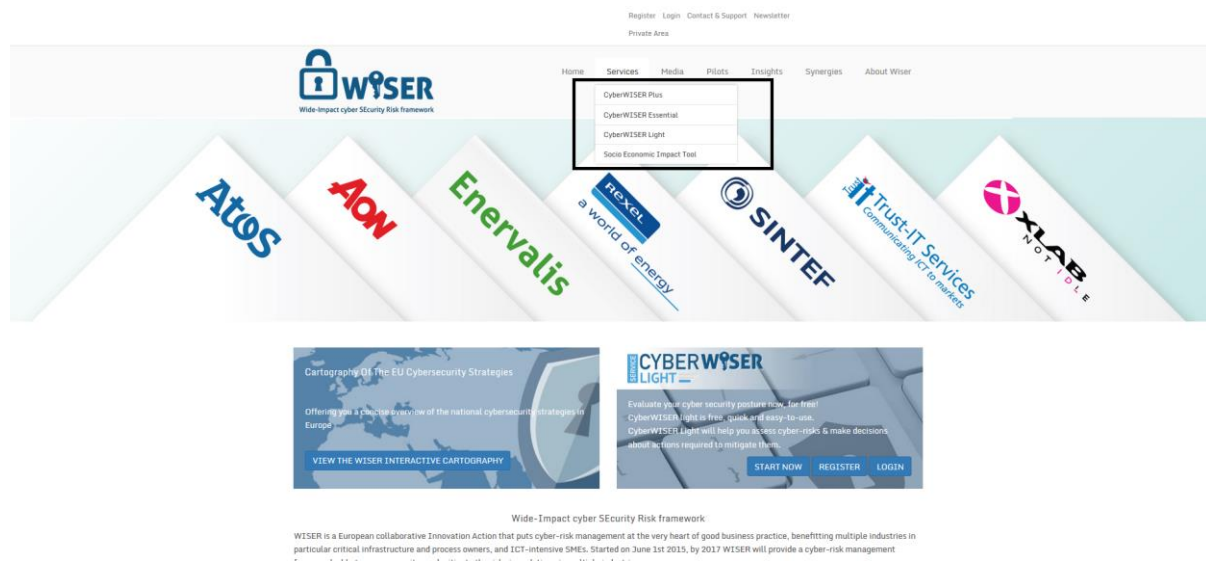 Register Login Contact & Support Newsletter
Private Area
WISER
Wide-Impact cyber SEcurity Risk framework
Home Services Media Pilots Insights Synergies About Wiser
CyberWISER Plus
CyberWISER Essential
CyberWISER Light
Socio Economic Impact Tool
Atos
AON
Enervalis
REXEL
a world of energy
SINTEF
Trust
it
Trust-IT Services
Communicating ICT to markets
XLAB
NOT IDLE
Cartography Of The EU Cybersecurity Strategies
Offering you a concise overview of the national cybersecurity strategies in
Europe
VIEW THE WISER INTERACTIVE CARTOGRAPHY
SERVICE
CYBERWISER
LIGHT
Evaluate your cyber security posture now, for free!
CyberWISER light is free, quick and easy-to-use.
CyberWISER Light will help you assess cyber-risks & make decisions
about actions required to mitigate them.
START NOW REGISTER LOGIN
Wide-Impact cyber SEcurity Risk framework
WISER is a European collaborative Innovation Action that puts cyber-risk management at the very heart of good business practice, benefitting multiple industries in
particular critical infrastructure and process owners, and ICT-intensive SMEs. Started on June 1st 2015, by 2017 WISER will provide a cyber-risk management